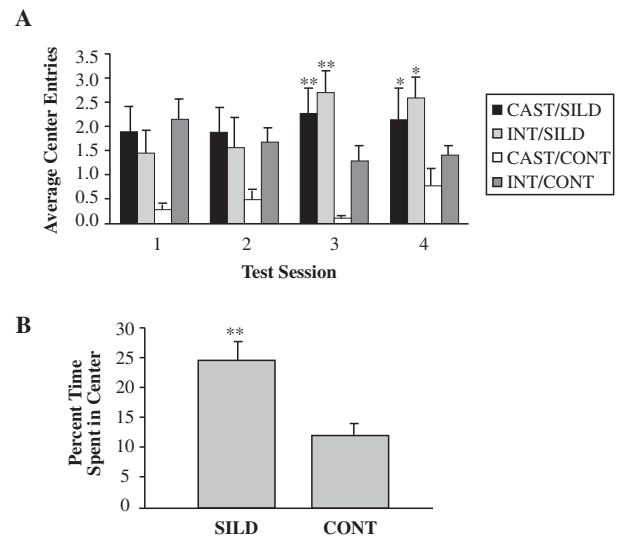 A
Average Center Entries
3.5
3.0
2.5
2.0
1.5
1.0
0.5
0.0
** **
* *
1 2 3 4
Test Session
CAST/SILD
INT/SILD
CAST/CONT
INT/CONT
B
Percent Time
Spent in Center
30
25
20
15
10
5
0
**
SILD CONT